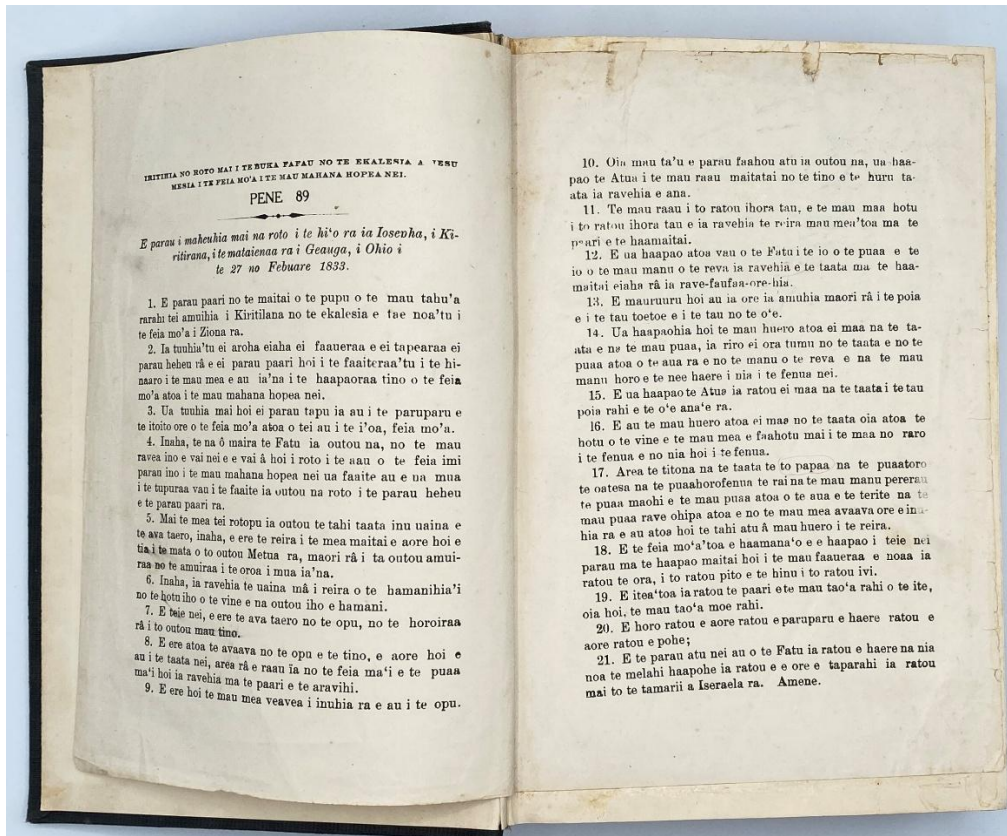 IRITIHIA NO ROTO MAI I TE BUKA PAFAU NO TE EKALESIA A IESU
MESIA I TE FEIA MO'A I TE MAU MAHANA HOPEA NEI.
PENE 89
E parau i maheuhia mai na roto i te hi'o ra ia Iosepha, i Ki-
ritirana, i te mataienaa ra i Geauga, i Ohio i
te 27 no Febuare 1833.
1. E parau paari no te maitai o te pupu o te mau tahu'a
rarahi tei amuihia i Kiritilana no te ekalesia e tae noa'tu i
te feia mo'a i Ziona ra.
2. Ia tuuhia'tu ei aroha eiaha ei faaueraa e ei tapearaa ei
parau heheu râ e ei parau paari hoi i te faaiteraa'tu i te hi-
naaro i te mau mea e au ia'na i te haapaoraa tino o te feia
mo'a atoa i te mau mahana hopea nei.
3. Ua tuuhia mai hoi ei parau tapu ia au i te paruparu e
te itoito ore o te feia mo'a atoa o tei au i te i'oa, feia mo'a.
4. Inaha, te na ô maira te Fatu ia outou na, no te mau
ravea ino e vai nei e e vai â hoi i roto i te aau o te feia imi
parau ino i te mau mahana hopea nei ua faaite au e ua mua
i te tupuraa vau i te faaite ia outou na roto i te parau heheu
e te parau paari ra.
5. Mai te mea tei rotopu ia outou te tahi taata inu uaina e
te ava taero, inaha, e ere te reira i te mea maitai e aore hoi e
tia i te mata o to outou Metua ra, maori râ i ta outou amui-
raa no te amuiraa i te oroa i mua ia'na.
6. Inaha, ia ravehia te uaina mâ i reira o te hamanihia'i
no te hotu iho o te vine e na outou iho e hamani.
7. E teie nei, e ere te ava taero no te opu, no te horoiraa
râ i to outou mau tino.
8. E ere atoa te avaava no te opu e te tino, e aore hoi e
au i te taata nei, area râ e raau ïa no te feia ma'i e te puaa
ma'i hoi ia ravehia ma te paari e te aravihi.
9. E ere hoi te mau mea veavea i inuhia ra e au i te opu.
10. Oia mau ta'u e parau faahou atu ia outou na, ua haa-
pao te Atua i te mau raau maitatai no te tino e te huru ta-
ata ia ravehia e ana.
11. Te mau raau i to ratou ihora tau, e te mau maa hotu
i to ratou ihora tau e ia ravehia te reira mau mea'toa ma te
paari e te haamaitai.
12. E ua haapao atoa vau o te Fatu i te io o te puaa e te
io o te mau manu o te reva ia ravehia e te taata ma te haa-
maitai eiaha râ ia rave-faufaa-ore-hia.
13. E mauruuru hoi au ia ore ia amuhia maori râ i te poia
e i te tau toetoe e i te tau no te o'e.
14. Ua haapaohia hoi te mau huero atoa ei maa na te ta-
ata e na te mau puaa, ia riro ei ora tumu no te taata e no te
puaa atoa o te aua ra e no te manu o te reva e na te mau
manu horo e te nee haere i nia i te fenua nei.
15. E ua haapao te Atua ia ratou ei maa na te taata i te tau
poia rahi e te o'e ana'e ra.
16. E au te mau huero atoa ei maa no te taata oia atoa te
hotu o te vine e te mau mea e faahotu mai i te maa no raro
i te fenua e no nia hoi i te fenua.
17. Area te titona na te taata te to papaa na te puaatoro
te oatesa na te puaahorofenua te rai na te mau manu pererau
te puaa maohi e te mau puaa atoa o te aua e te terite na te
mau puaa rave ohipa atoa e no te mau mea avaava ore e inu-
hia ra e au atoa hoi te tahi atu â mau huero i te reira.
18. E te feia mo'a'toa e haamana'o e e haapao i teie nei
parau ma te haapao maitai hoi i te mau faaueraa e noaa ia
ratou te ora, i to ratou pito e te hinu i to ratou ivi.
19. E itea'toa ia ratou te paari e te mau tao'a rahi o te ite,
oia hoi, te mau tao'a moe rahi.
20. E horo ratou e aore ratou e paruparu e haere ratou e
aore ratou e pohe;
21. E te parau atu nei au o te Fatu ia ratou e haere na nia
noa te melahi haapohe ia ratou e e ore e taparahi ia ratou
mai to te tamarii a Iseraela ra. Amene.